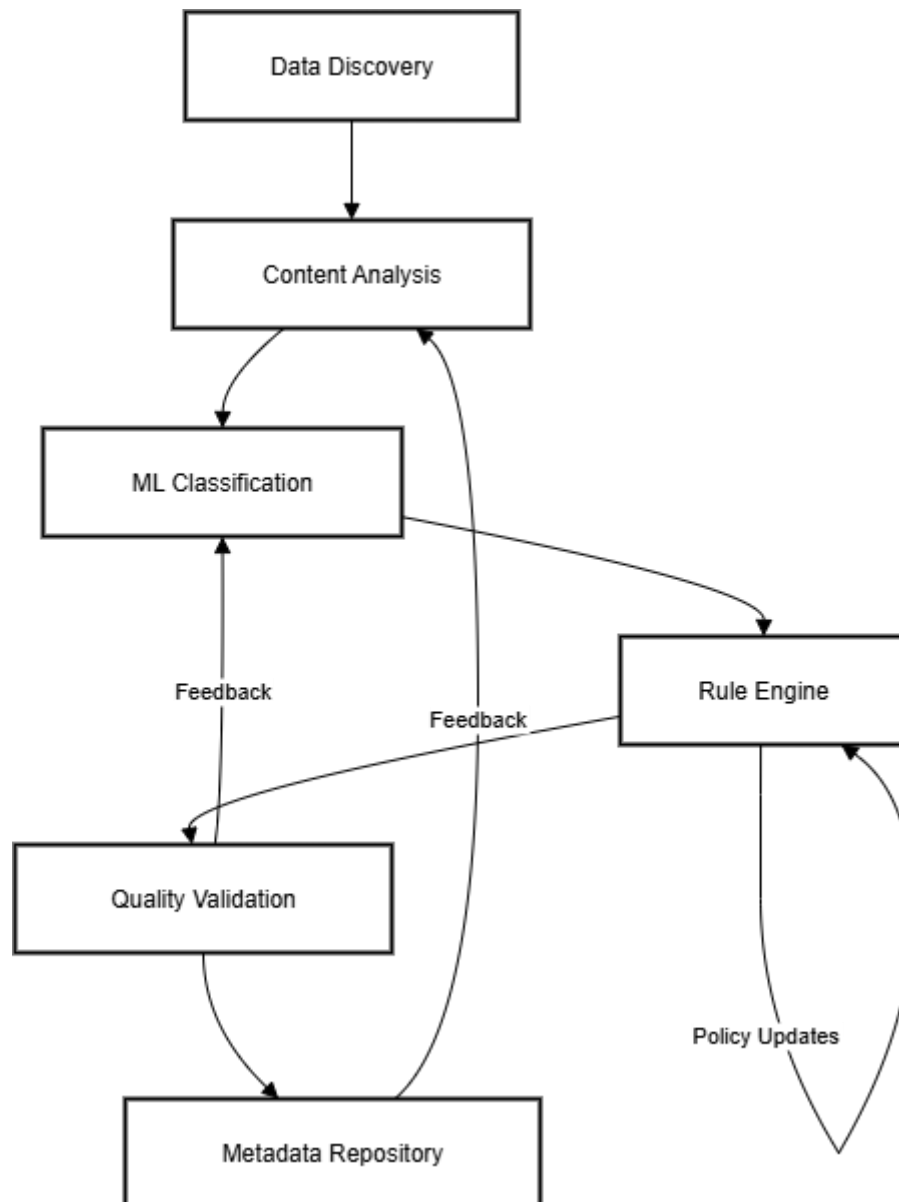 Data Discovery
Content Analysis
ML Classification
Rule Engine
Feedback
Feedback
Quality Validation
Policy Updates
Metadata Repository